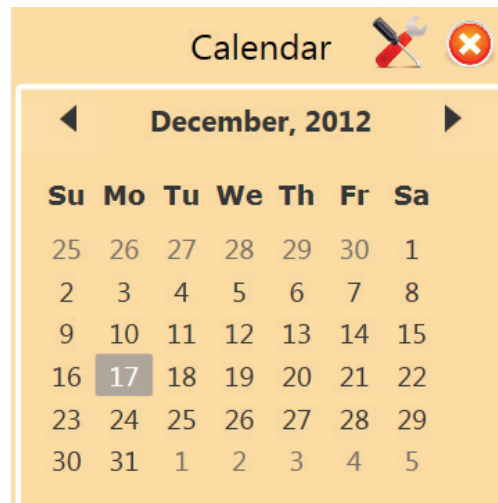 Calendar
December, 2012
Su Mo Tu We Th Fr Sa
25 26 27 28 29 30 1
2 3 4 5 6 7 8
9 10 11 12 13 14 15
16 17 18 19 20 21 22
23 24 25 26 27 28 29
30 31 1 2 3 4 5